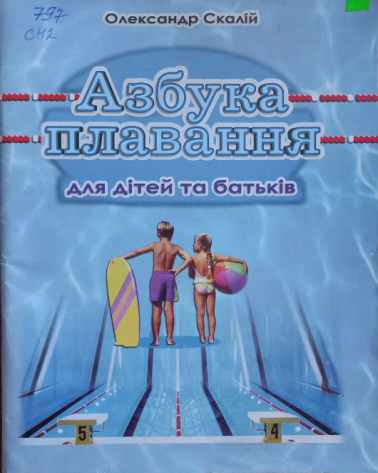 797
С42
Олександр Скалій
Азбука
плавання
для дітей та батьків
5
4